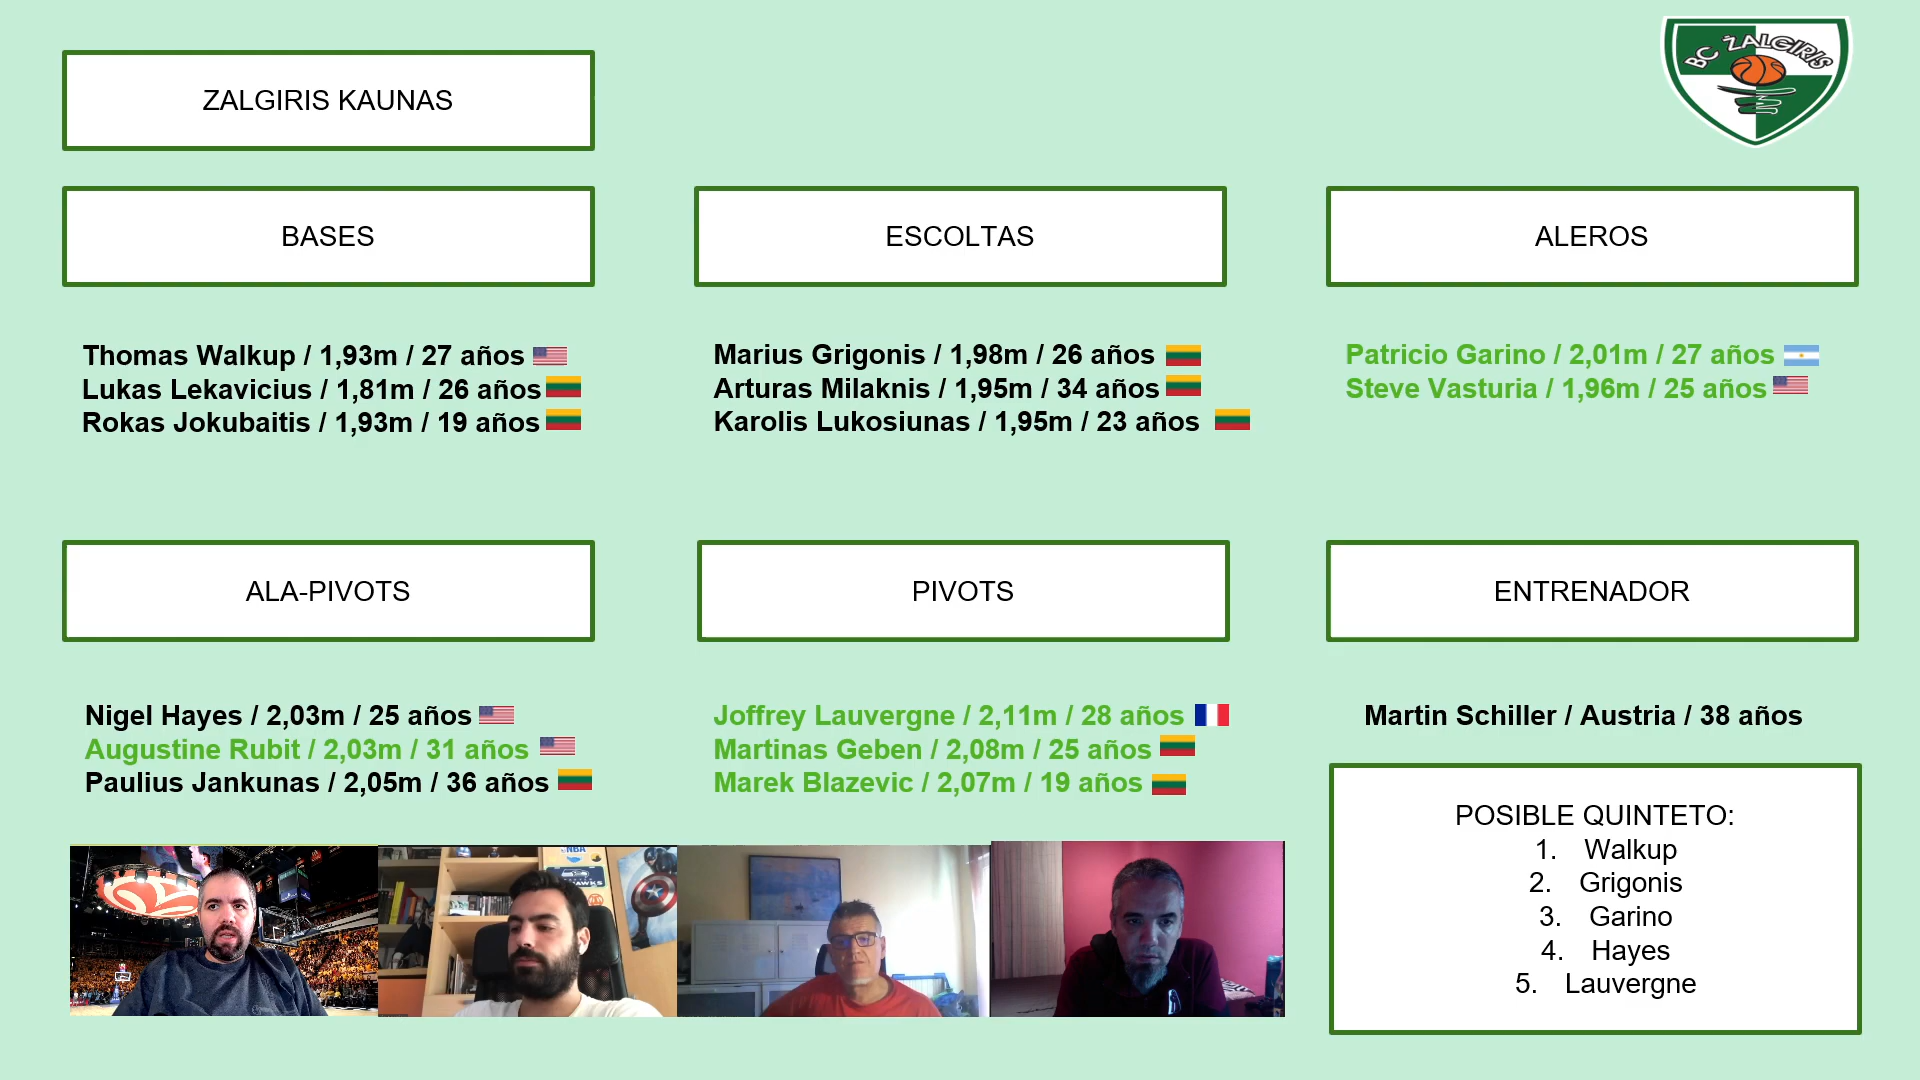 BC ŽALGIRIS
ZALGIRIS KAUNAS
BASES
ESCOLTAS
ALEROS
Thomas Walkup / 1,93m / 27 años
Lukas Lekavicius / 1,81m / 26 años
Rokas Jokubaitis / 1,93m / 19 años
Marius Grigonis / 1,98m / 26 años
Arturas Milaknis / 1,95m / 34 años
Karolis Lukosiunas / 1,95m / 23 años
Patricio Garino / 2,01m / 27 años
Steve Vasturia / 1,96m / 25 años
ALA-PIVOTS
PIVOTS
ENTRENADOR
Nigel Hayes / 2,03m / 25 años
Augustine Rubit / 2,03m / 31 años
Paulius Jankunas / 2,05m / 36 años
Joffrey Lauvergne / 2,11m / 28 años
Martinas Geben / 2,08m / 25 años
Marek Blazevic / 2,07m / 19 años
Martin Schiller / Austria / 38 años
POSIBLE QUINTETO:
1. Walkup
2. Grigonis
3. Garino
4. Hayes
5. Lauvergne
NBA